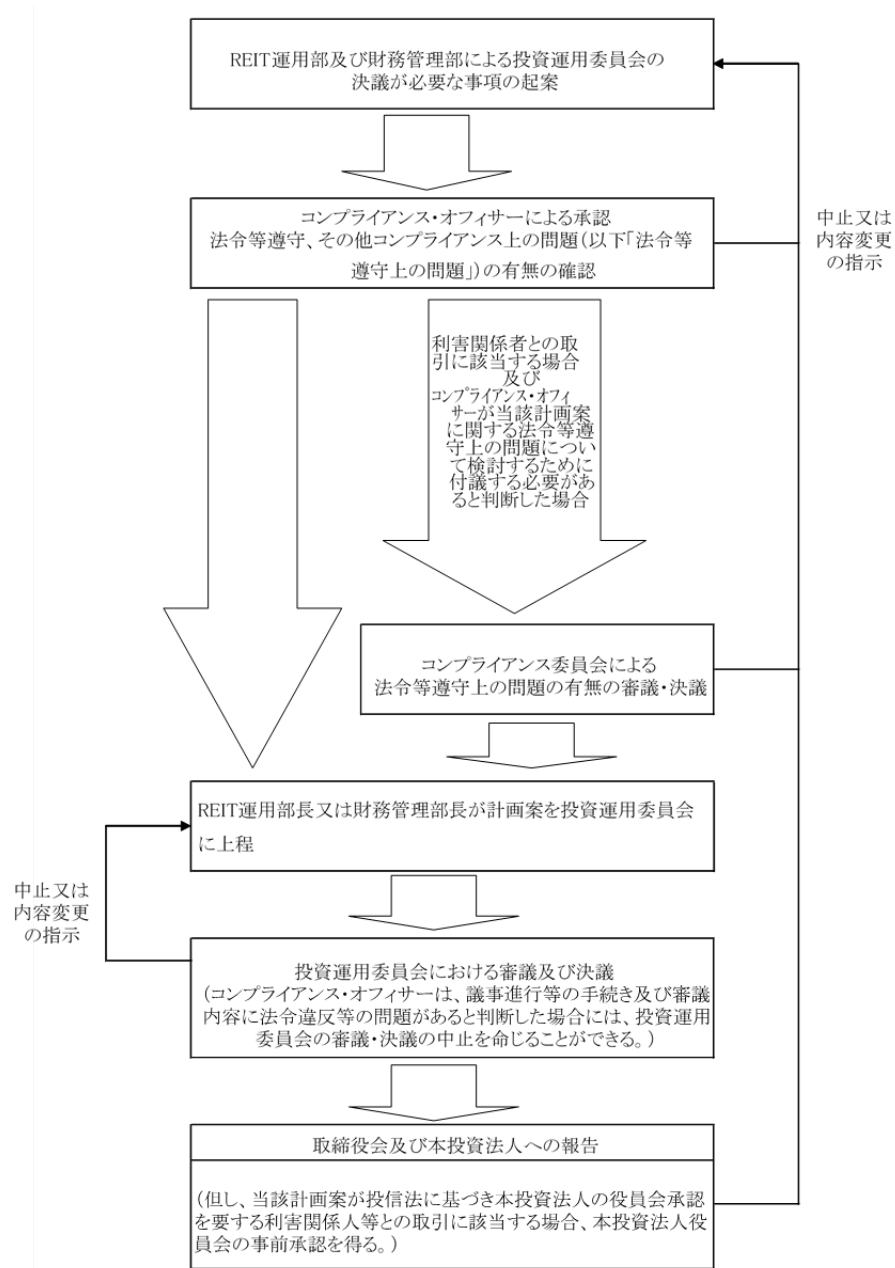 REIT運用部及び財務管理部による投資運用委員会の
決議が必要な事項の起案
コンプライアンス・オフィサーによる承認
法令等遵守、その他コンプライアンス上の問題(以下「法令等
遵守上の問題」)の有無の確認
中止又は
内容変更
の指示
利害関係者との取
引に該当する場合
及び
コンプライアンス・オフィ
サーが当該計画案
に関する法令等遵
守上の問題につい
て検討するために
付議する必要があ
ると判断した場合
コンプライアンス委員会による
法令等遵守上の問題の有無の審議・決議
REIT運用部長又は財務管理部長が計画案を投資運用委員会
に上程
中止又は
内容変更
の指示
投資運用委員会における審議及び決議
(コンプライアンス・オフィサーは、議事進行等の手続き及び審議
内容に法令違反等の問題があると判断した場合には、投資運用
委員会の審議・決議の中止を命じることができる。)
取締役会及び本投資法人への報告
(但し、当該計画案が投信法に基づき本投資法人の役員会承認
を要する利害関係人等との取引に該当する場合、本投資法人役
員会の事前承認を得る。)